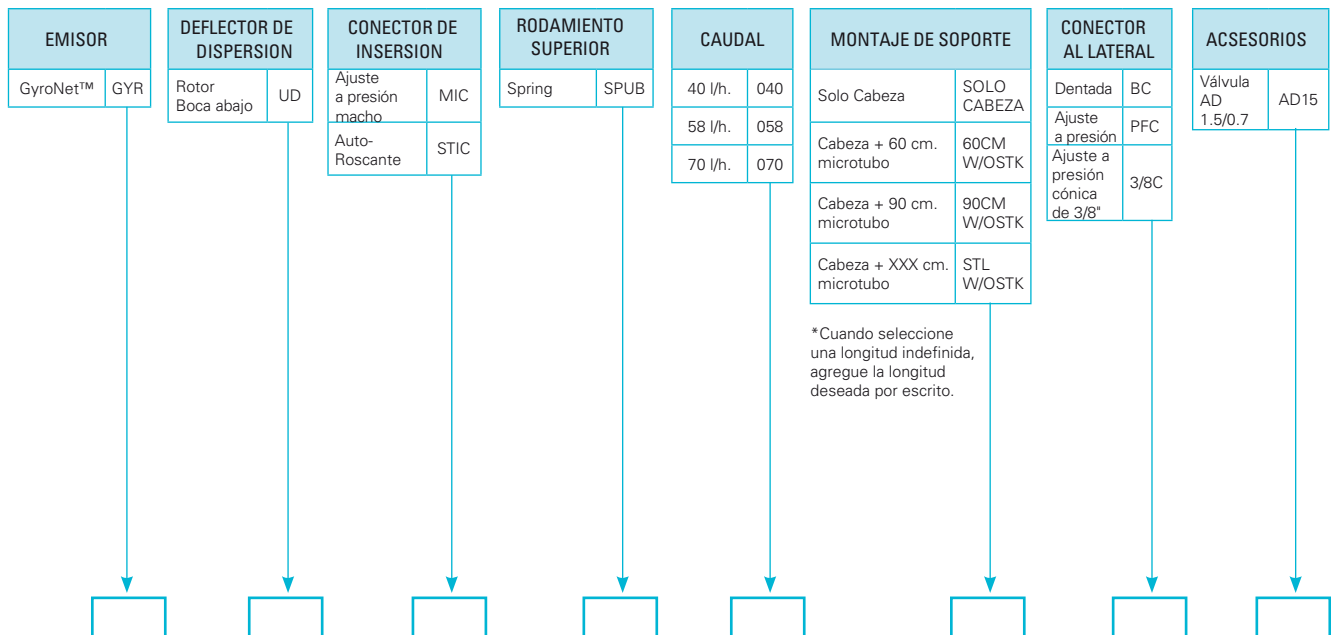 EMISOR
GyroNet™ GYR
DEFLECTOR DE
DISPERSION
Rotor
Boca abajo
UD
CONECTOR DE
INSERSION
Ajuste
a presión
macho
MIC
Auto-
Roscante
STIC
RODAMIENTO
SUPERIOR
Spring SPUB
CAUDAL
40 l/h. 040
58 l/h. 058
70 l/h. 070
MONTAJE DE SOPORTE
Solo Cabeza
SOLO
CABEZA
Cabeza + 60 cm.
microtubo
60CM
W/OSTK
Cabeza + 90 cm.
microtubo
90CM
W/OSTK
Cabeza + XXX cm.
microtubo
STL
W/OSTK
*Cuando seleccione
una longitud indefinida,
agregue la longitud
deseada por escrito.
CONECTOR
AL LATERAL
Dentada BC
Ajuste
a presión
PFC
Ajuste a
presión
cónica
de 3/8"
3/8C
ACSESORIOS
Válvula
AD
1.5/0.7
AD15